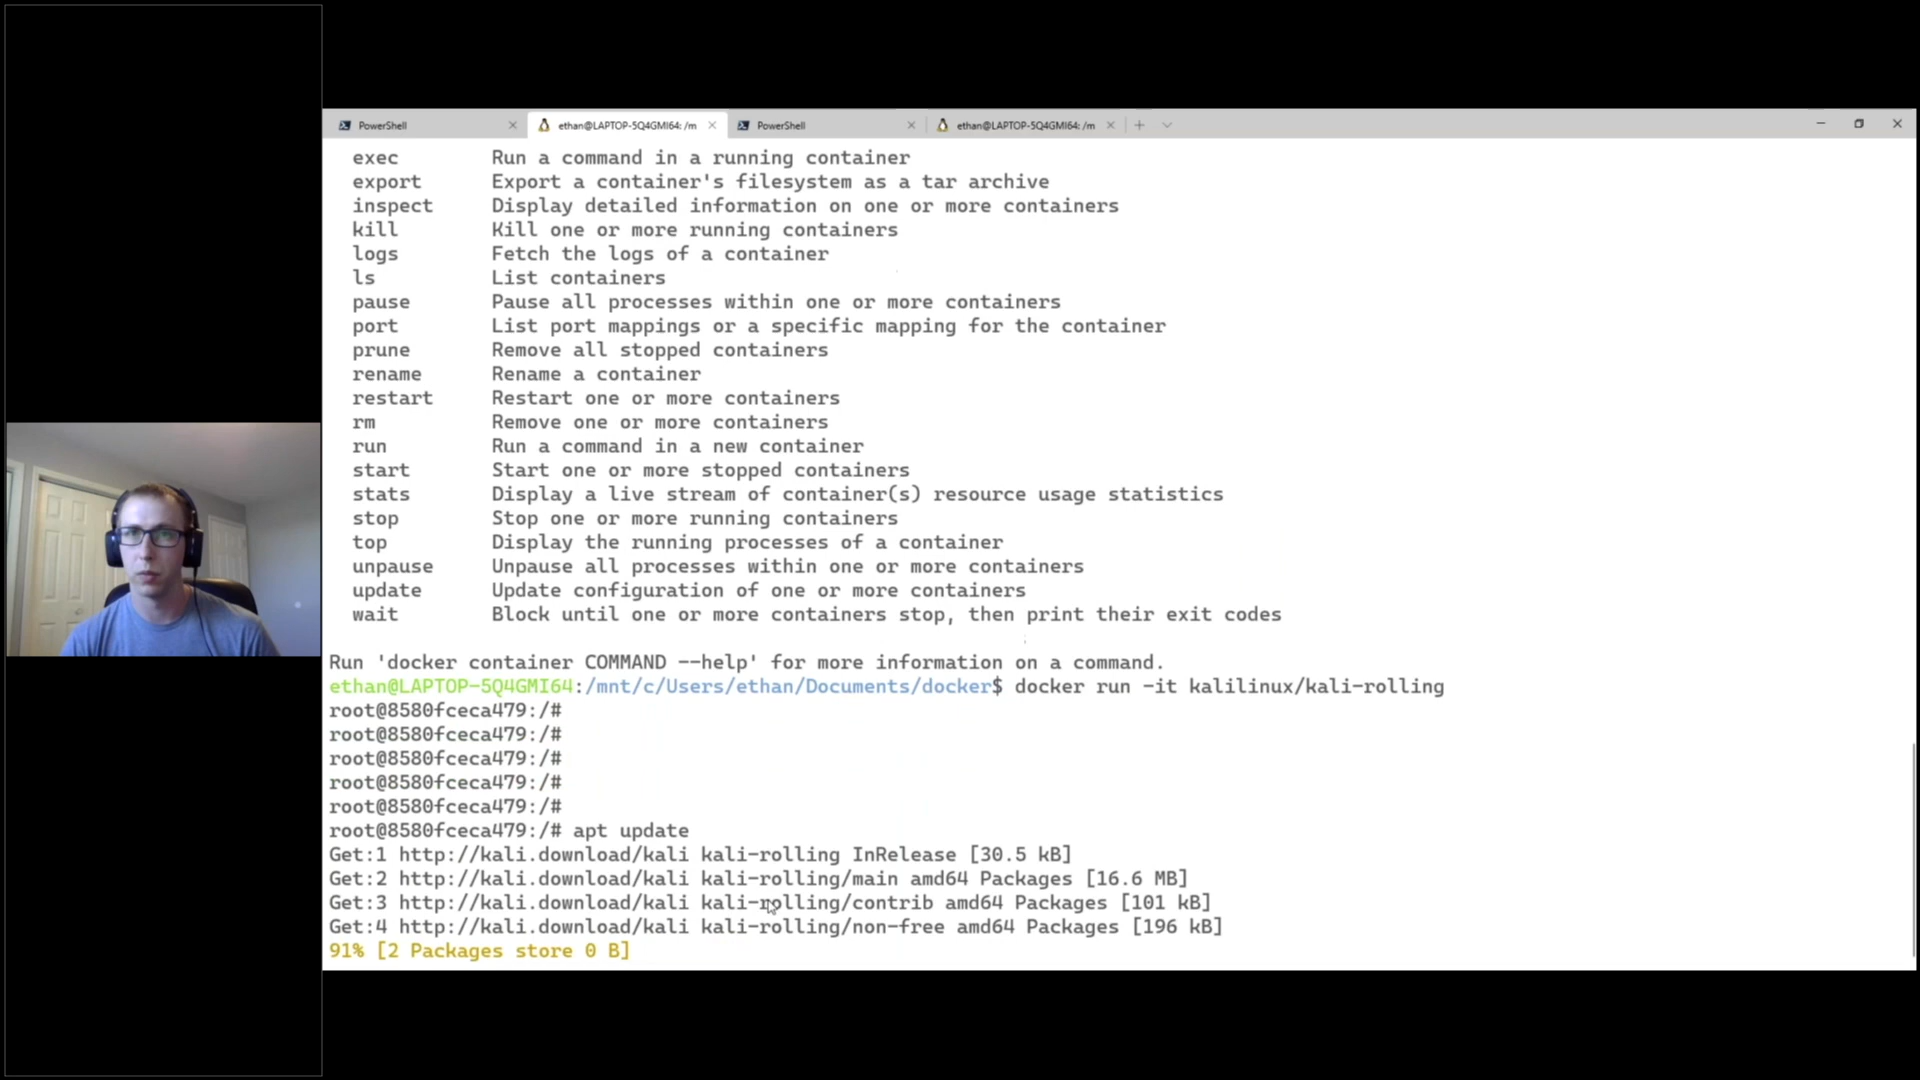 PowerShell
ethan@LAPTOP-5Q4GMI64: /m
PowerShell
ethan@LAPTOP-5Q4GMI64: /m
exec Run a command in a running container
export Export a container's filesystem as a tar archive
inspect Display detailed information on one or more containers
kill Kill one or more running containers
logs Fetch the logs of a container
ls List containers
pause Pause all processes within one or more containers
port List port mappings or a specific mapping for the container
prune Remove all stopped containers
rename Rename a container
restart Restart one or more containers
rm Remove one or more containers
run Run a command in a new container
start Start one or more stopped containers
stats Display a live stream of container(s) resource usage statistics
stop Stop one or more running containers
top Display the running processes of a container
unpause Unpause all processes within one or more containers
update Update configuration of one or more containers
wait Block until one or more containers stop, then print their exit codes
Run 'docker container COMMAND --help' for more information on a command.
ethan@LAPTOP-5Q4GMI64:/mnt/c/Users/ethan/Documents/docker$ docker run -it kalilinux/kali-rolling
root@8580fceca479:/#
root@8580fceca479:/#
root@8580fceca479:/#
root@8580fceca479:/#
root@8580fceca479:/#
root@8580fceca479:/# apt update
Get:1 http://kali.download/kali kali-rolling InRelease [30.5 kB]
Get:2 http://kali.download/kali kali-rolling/main amd64 Packages [16.6 MB]
Get:3 http://kali.download/kali kali-rolling/contrib amd64 Packages [101 kB]
Get:4 http://kali.download/kali kali-rolling/non-free amd64 Packages [196 kB]
91% [2 Packages store 0 B]